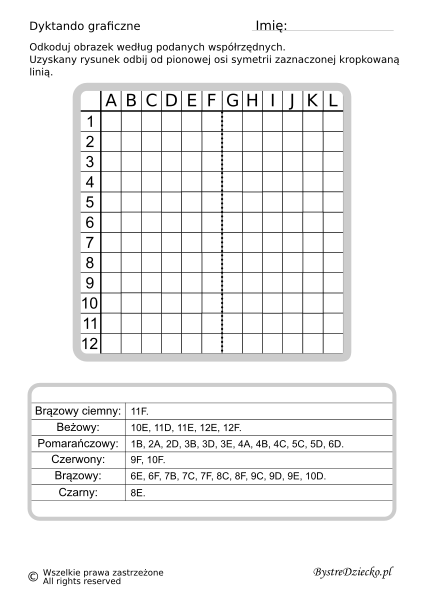 Dyktando graficzne Imię:
Odkoduj obrazek według podanych współrzędnych.
Uzyskany rysunek odbij od pionowej osi symetrii zaznaczonej kropkowaną
linią.
A B C D E F G H I J K L
1
2
3
4
5
6
7
8
9
10
11
12
Brązowy ciemny: 11F.
Beżowy: 10E, 11D, 11E, 12E, 12F.
Pomarańczowy: 1B, 2A, 2D, 3B, 3D, 3E, 4A, 4B, 4C, 5C, 5D, 6D.
Czerwony: 9F, 10F.
Brązowy: 6E, 6F, 7B, 7C, 7F, 8C, 8F, 9C, 9D, 9E, 10D.
Czarny: 8E.
© Wszelkie prawa zastrzeżone
All rights reserved
BystreDziecko.pl